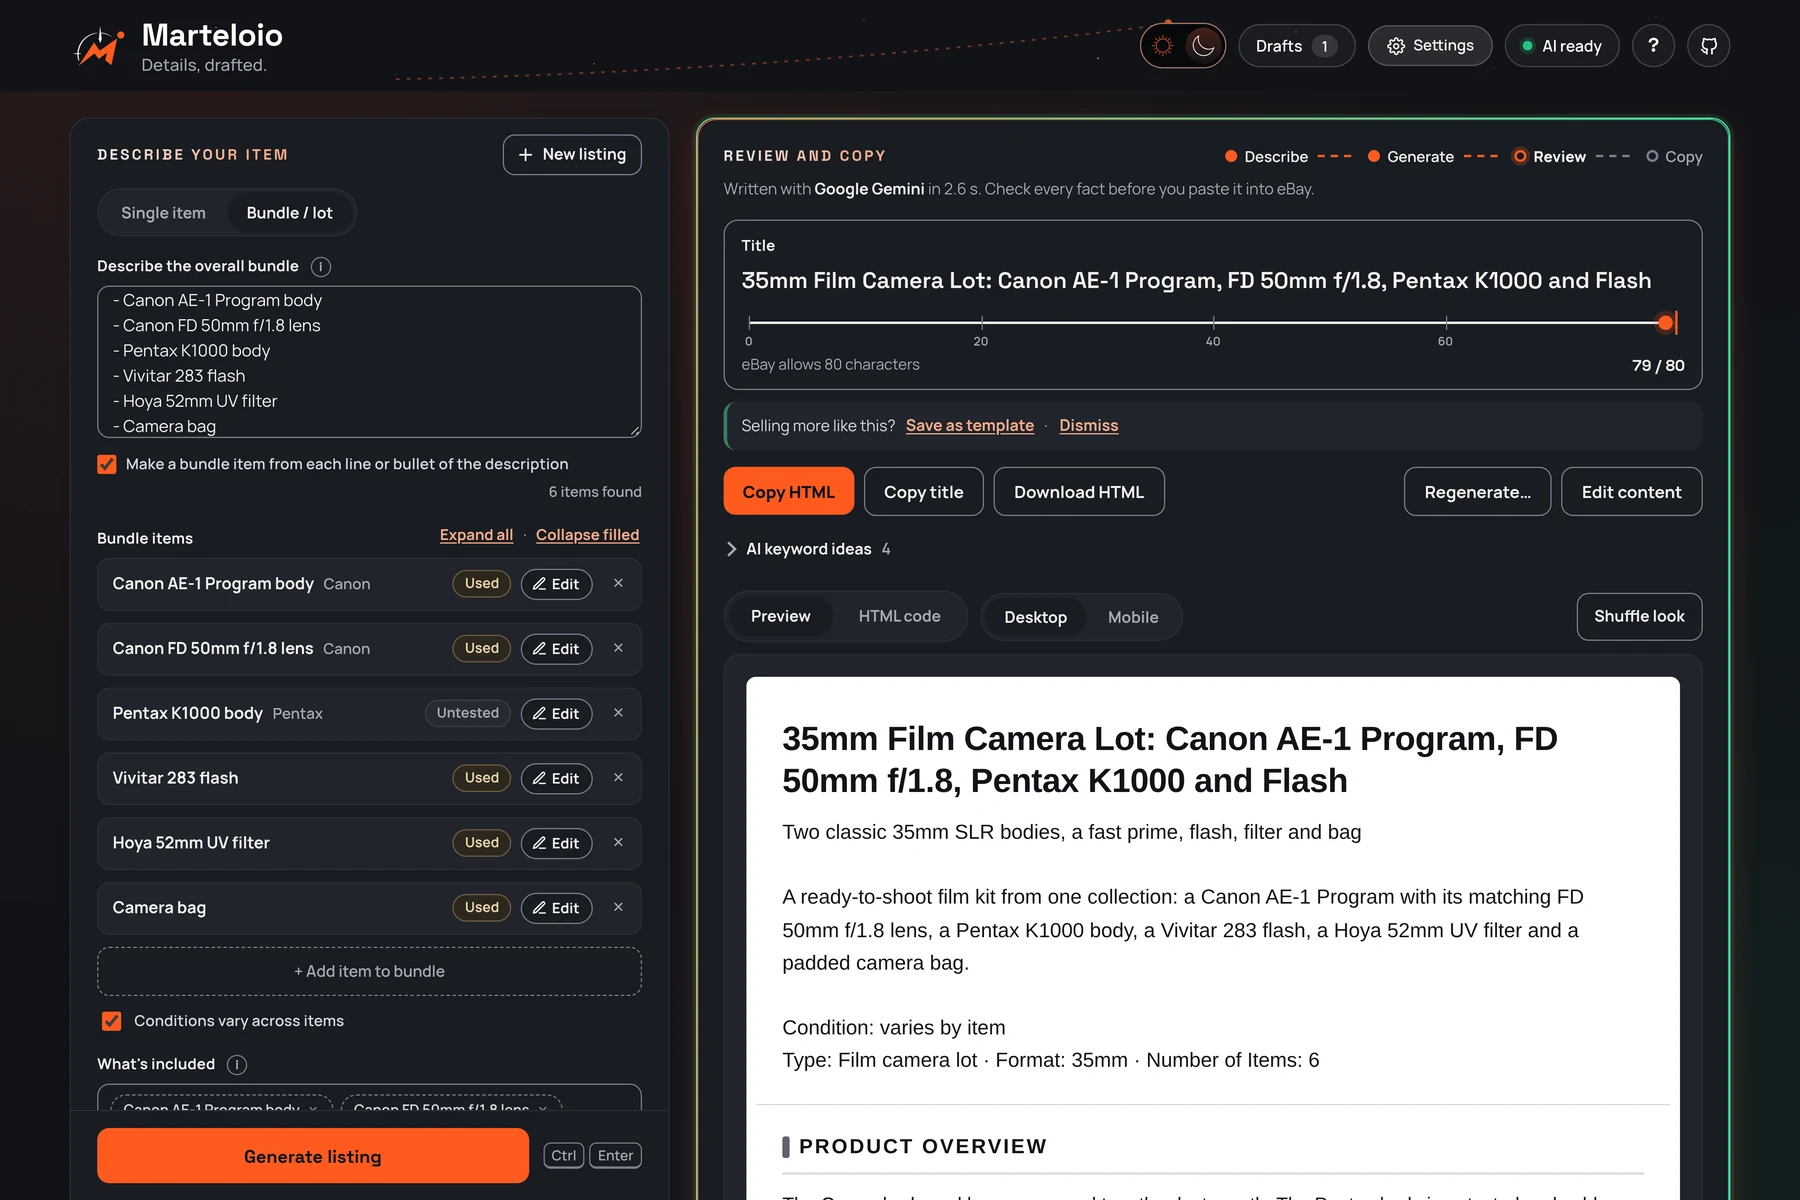 Marteloio
Details, drafted.
Drafts 1
Settings
AI ready
?
DESCRIBE YOUR ITEM
+ New listing
Single item
Bundle / lot
Describe the overall bundle i
- Canon AE-1 Program body
- Canon FD 50mm f/1.8 lens
- Pentax K1000 body
- Vivitar 283 flash
- Hoya 52mm UV filter
- Camera bag
Make a bundle item from each line or bullet of the description
6 items found
Bundle items
Expand all · Collapse filled
Canon AE-1 Program body Canon Used Edit ×
Canon FD 50mm f/1.8 lens Canon Used Edit ×
Pentax K1000 body Pentax Untested Edit ×
Vivitar 283 flash Used Edit ×
Hoya 52mm UV filter Used Edit ×
Camera bag Used Edit ×
+ Add item to bundle
Conditions vary across items
What's included i
Canon AE-1 Program body × Canon FD 50mm f/1.8 lens ×
Generate listing Ctrl Enter
REVIEW AND COPY
Describe Generate Review Copy
Written with Google Gemini in 2.6 s. Check every fact before you paste it into eBay.
Title
35mm Film Camera Lot: Canon AE-1 Program, FD 50mm f/1.8, Pentax K1000 and Flash
0 20 40 60
eBay allows 80 characters 79 / 80
Selling more like this? Save as template · Dismiss
Copy HTML Copy title Download HTML Regenerate... Edit content
AI keyword ideas 4
Preview HTML code Desktop Mobile Shuffle look
35mm Film Camera Lot: Canon AE-1 Program, FD
50mm f/1.8, Pentax K1000 and Flash
Two classic 35mm SLR bodies, a fast prime, flash, filter and bag
A ready-to-shoot film kit from one collection: a Canon AE-1 Program with its matching FD
50mm f/1.8 lens, a Pentax K1000 body, a Vivitar 283 flash, a Hoya 52mm UV filter and a
padded camera bag.
Condition: varies by item
Type: Film camera lot · Format: 35mm · Number of Items: 6
PRODUCT OVERVIEW